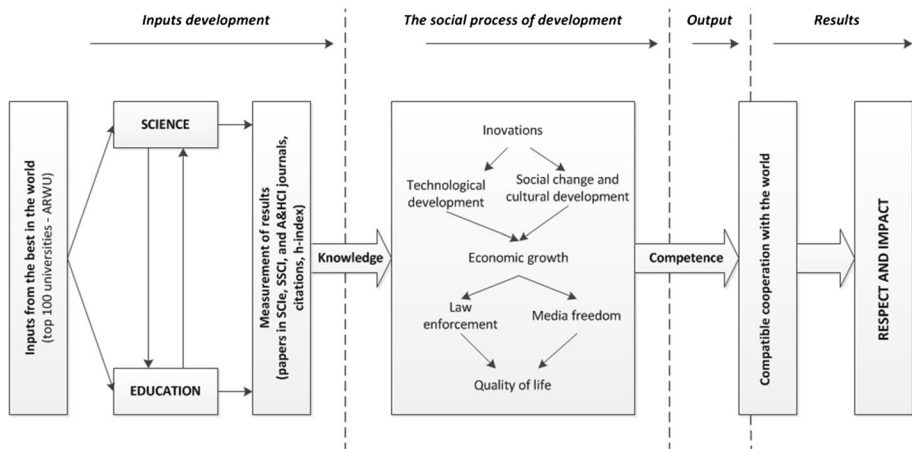 Inputs development
The social process of development
Output
Results
Inputs from the best in the world
(top 100 universities - ARWU)
SCIENCE
EDUCATION
Measurement of results
(papers in SCIe, SSCI, and A&HCI journals,
citations, h-index)
Knowledge
Inovations
Technological
development
Social change and
cultural development
Economic growth
Law
enforcement
Media freedom
Quality of life
Competence
Compatible cooperation with the world
RESPECT AND IMPACT